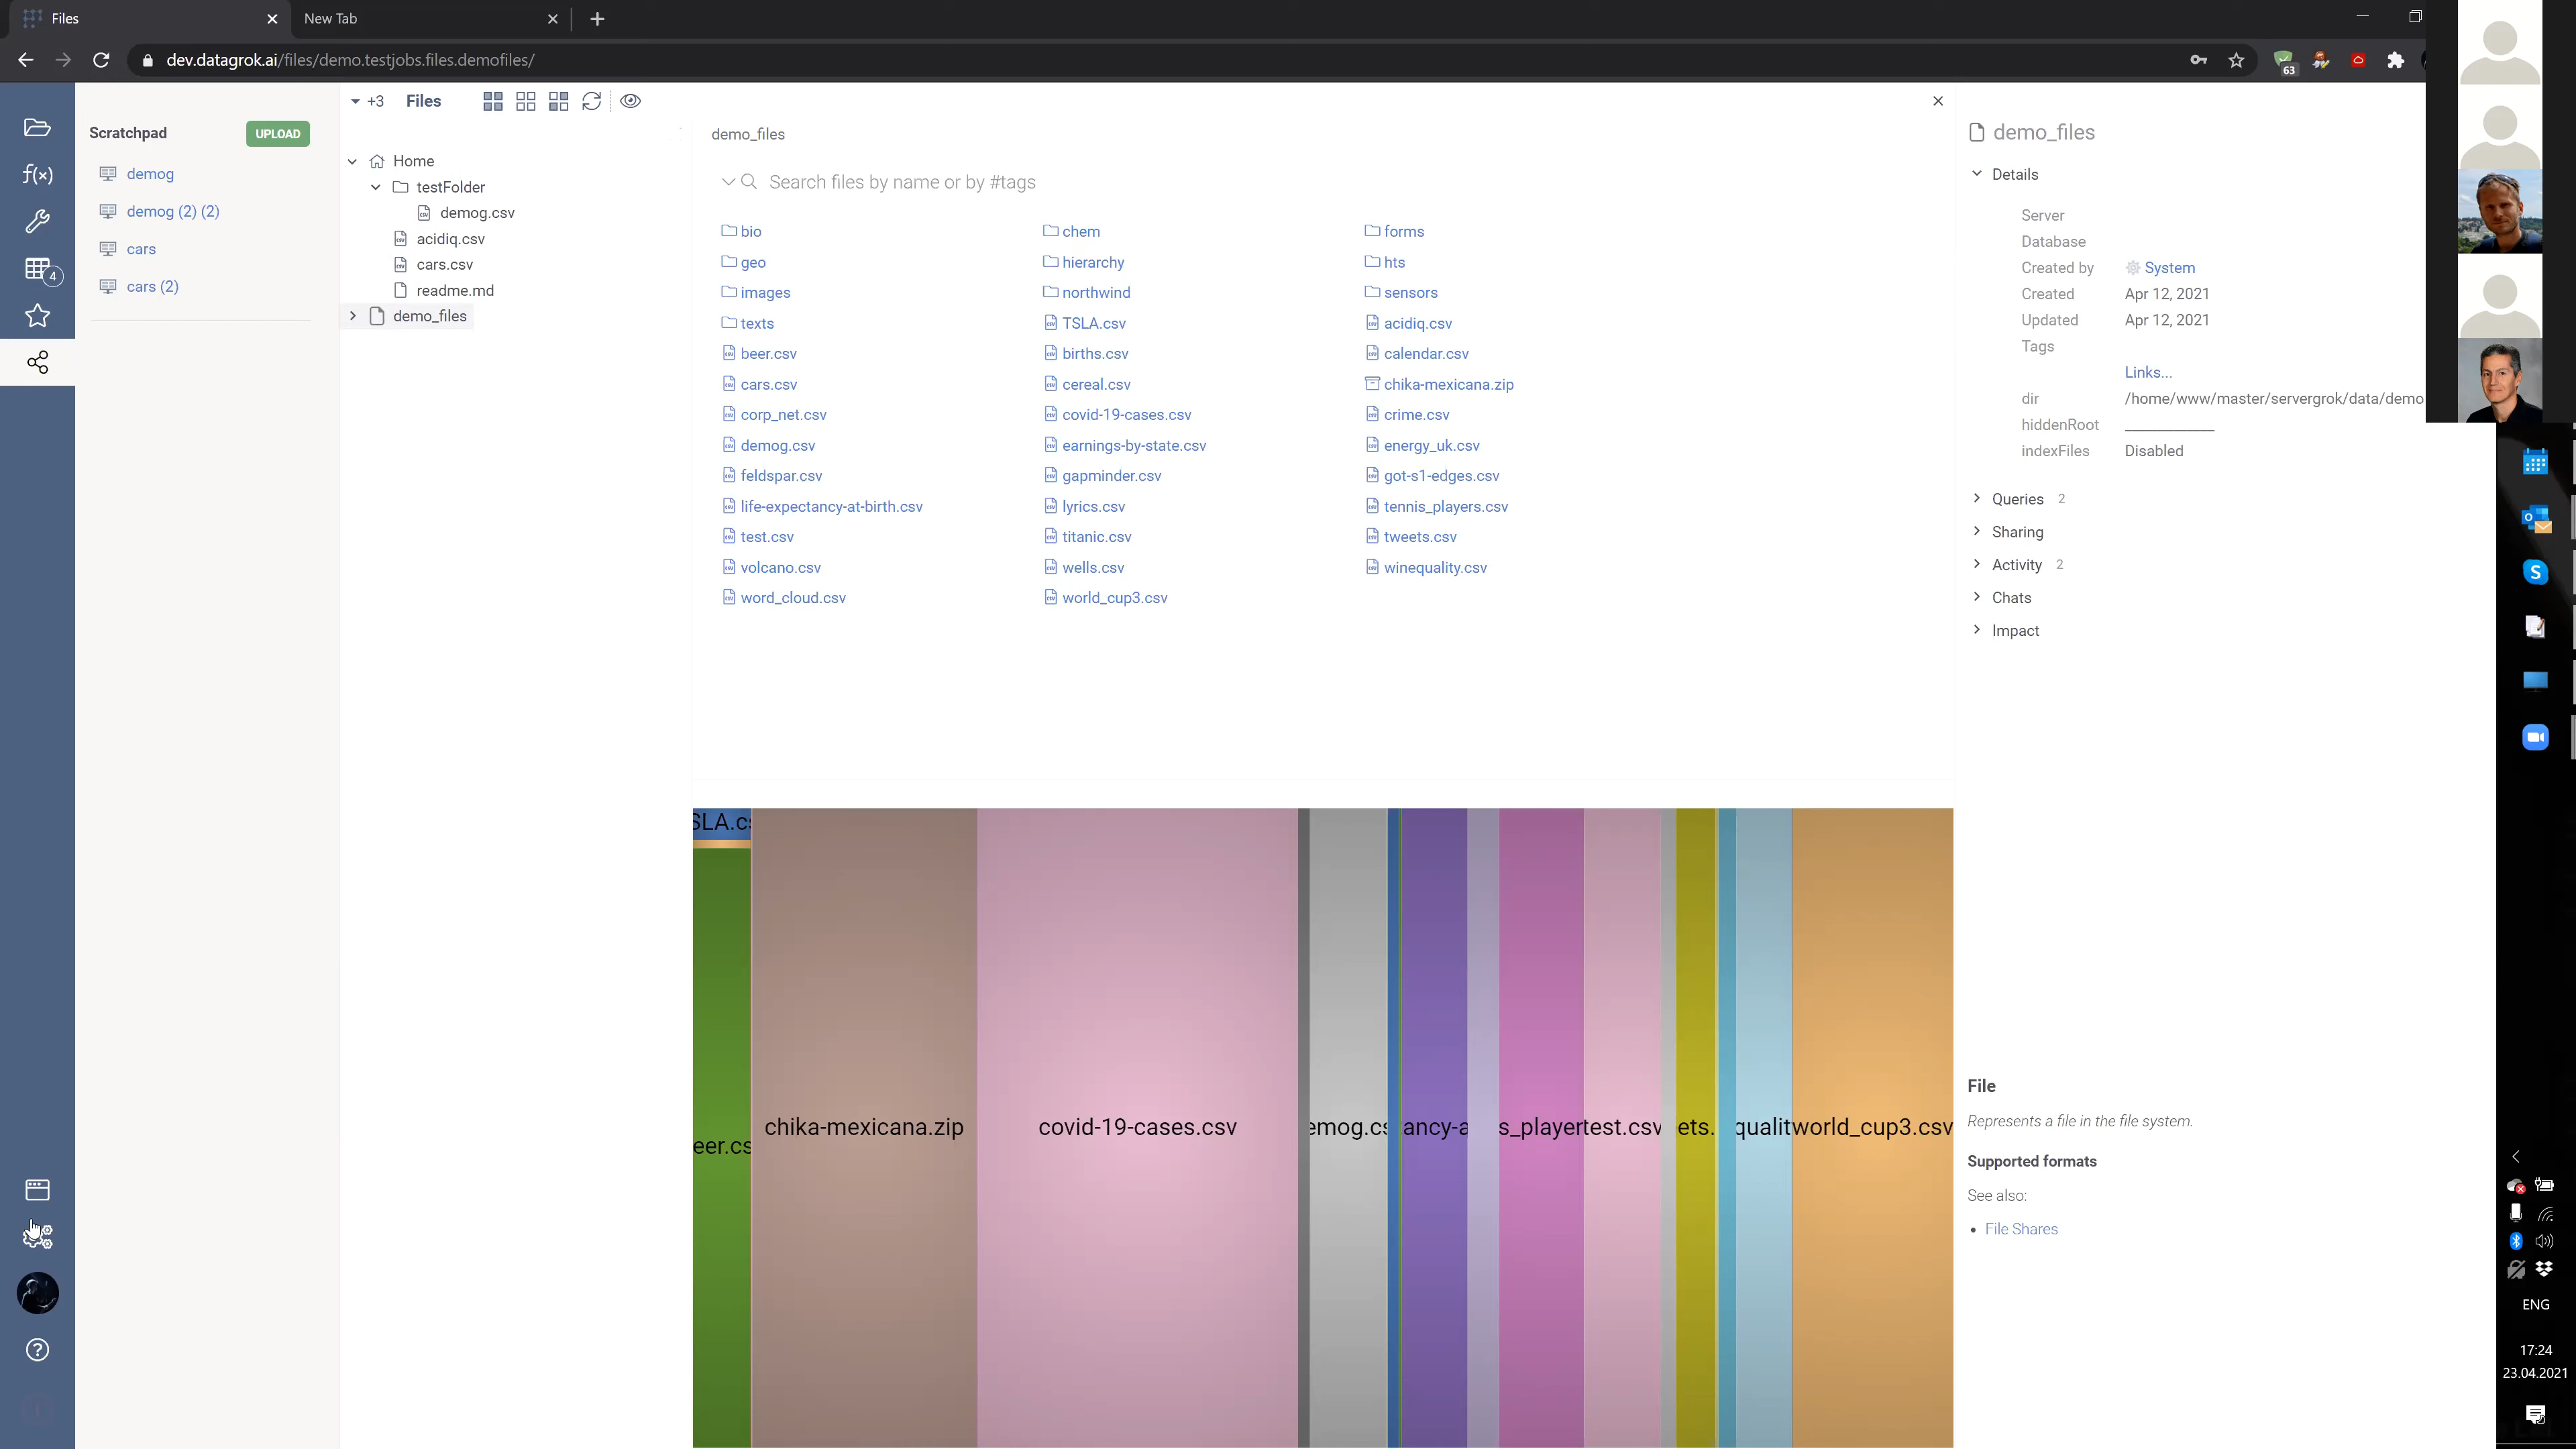 Files
New Tab
dev.datagrok.ai/files/demo.testjobs.files.demofiles/
63
Scratchpad
UPLOAD
demog
demog (2) (2)
cars
cars (2)
f(x)
4
+3
Files
Home
testFolder
demog.csv
acidiq.csv
cars.csv
readme.md
demo_files
demo_files
Search files by name or by #tags
bio
chem
forms
geo
hierarchy
hts
images
northwind
sensors
texts
TSLA.csv
acidiq.csv
beer.csv
births.csv
calendar.csv
cars.csv
cereal.csv
chika-mexicana.zip
corp_net.csv
covid-19-cases.csv
crime.csv
demog.csv
earnings-by-state.csv
energy_uk.csv
feldspar.csv
gapminder.csv
got-s1-edges.csv
life-expectancy-at-birth.csv
lyrics.csv
tennis_players.csv
test.csv
titanic.csv
tweets.csv
volcano.csv
wells.csv
winequality.csv
word_cloud.csv
world_cup3.csv
SLA.cs
eer.cs
chika-mexicana.zip
covid-19-cases.csv
emog.cs
ancy-a
s_player
test.csv
ets.
qualit
world_cup3.csv
demo_files
Details
Server
Database
Created by System
Created Apr 12, 2021
Updated Apr 12, 2021
Tags
Links...
dir /home/www/master/servergrok/data/demo
hiddenRoot
indexFiles Disabled
Queries 2
Sharing
Activity 2
Chats
Impact
File
Represents a file in the file system.
Supported formats
See also:
• File Shares
ENG
17:24
23.04.2021